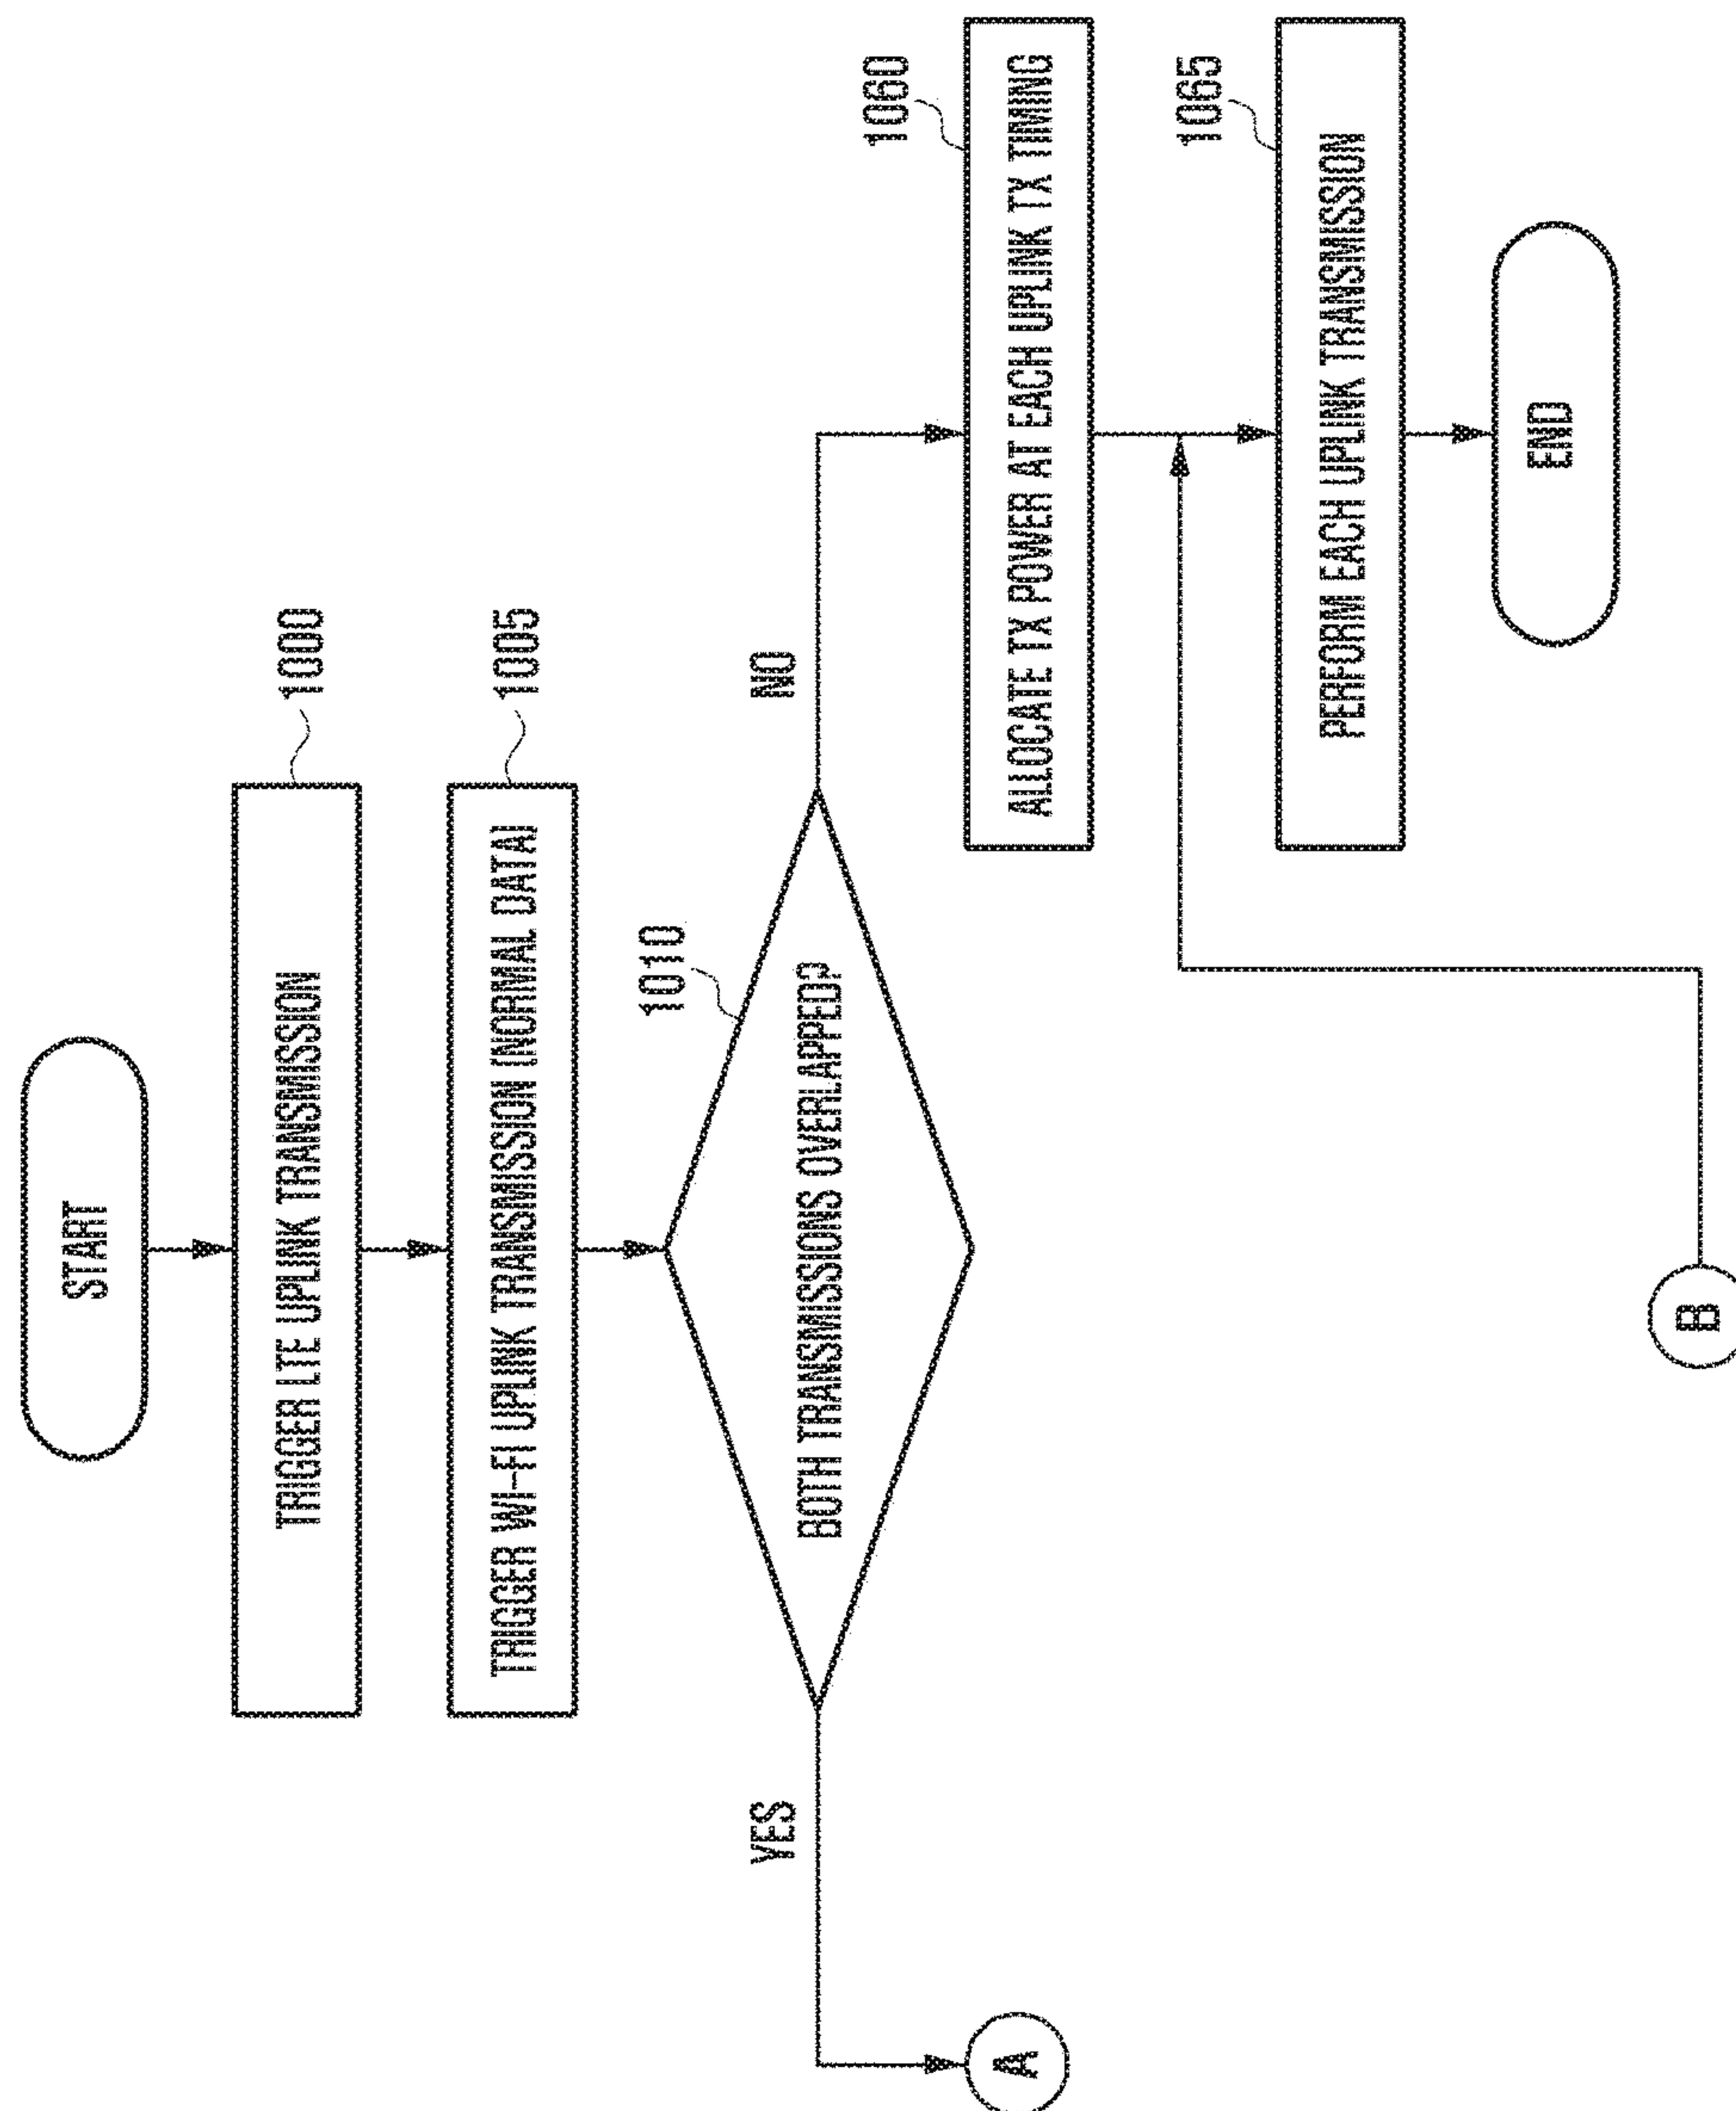 START
TRIGGER LTE UPLINK TRANSMISSION
1000
TRIGGER WI-FI UPLINK TRANSMISSION (NORMAL DATA)
1005
1010
BOTH TRANSMISSIONS OVERLAPPED?
YES
NO
A
ALLOCATE TX POWER AT EACH UPLINK TX TIMING
1060
PERFORM EACH UPLINK TRANSMISSION
1065
END
B